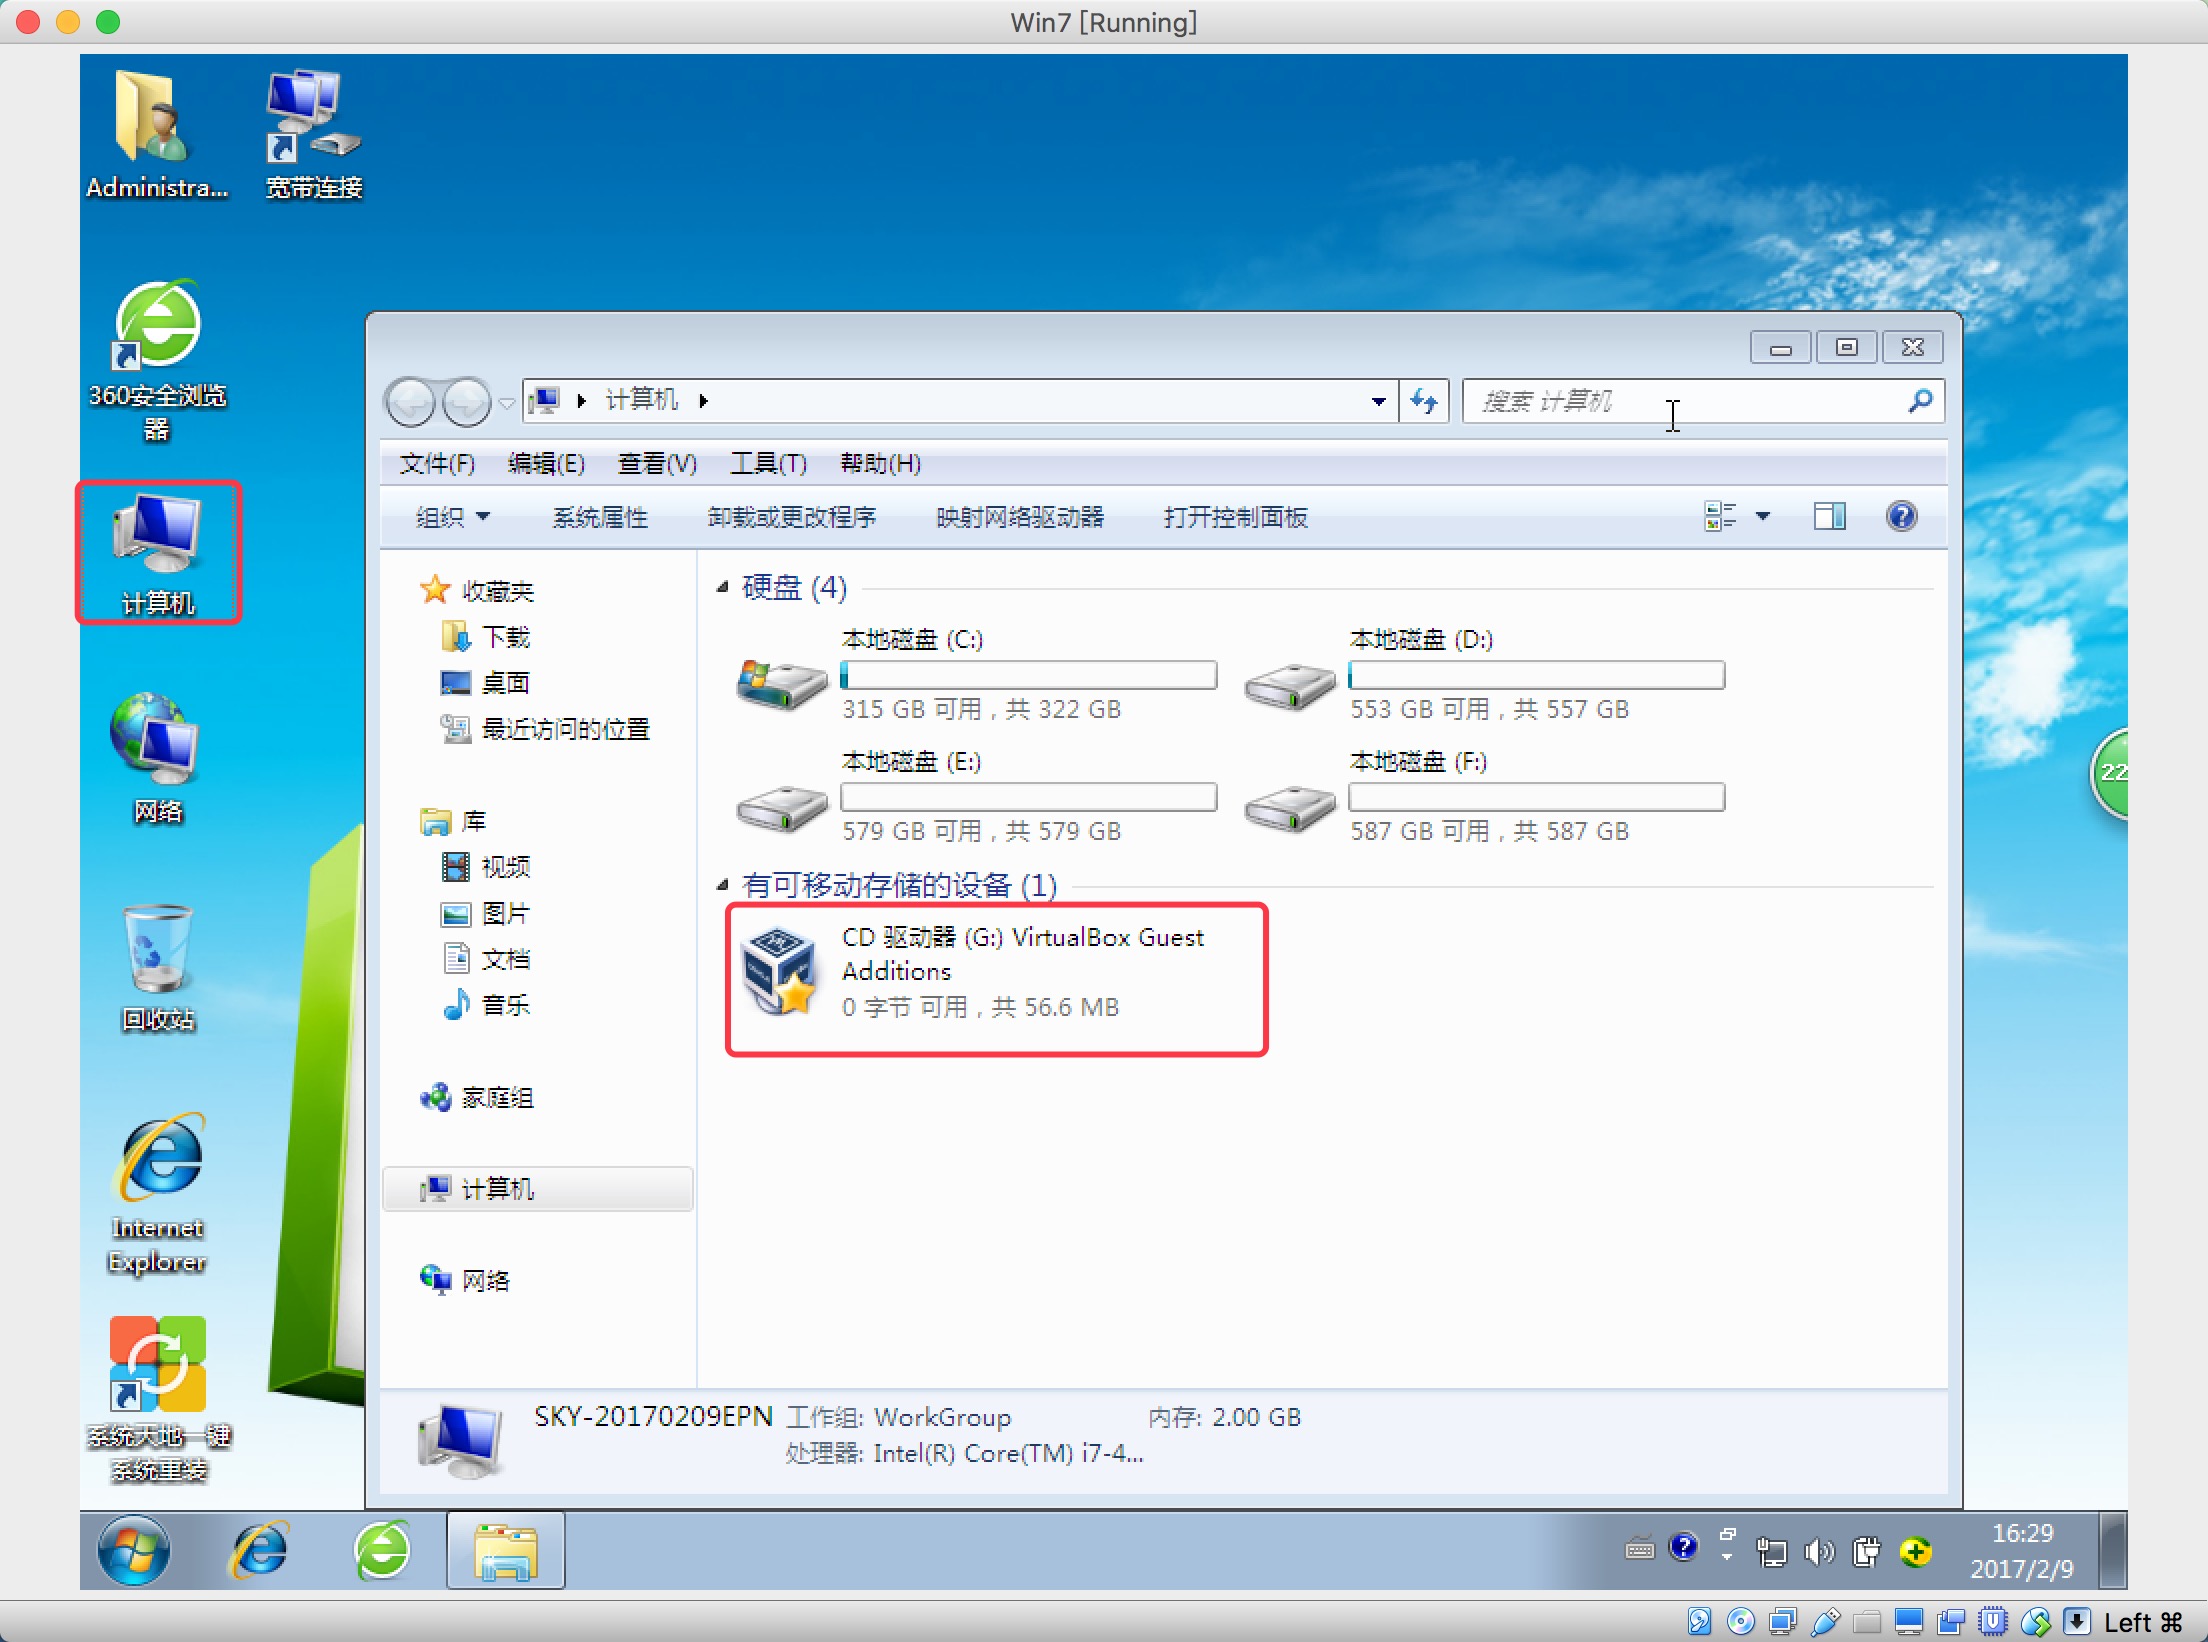 Win7 [Running]
Administra...
宽带连接
360安全浏览
器
计算机
网络
回收站
Internet
Explorer
系统天地一键
系统重装
计算机
搜索 计算机
文件(F) 编辑(E) 查看(V) 工具(T) 帮助(H)
组织 系统属性 卸载或更改程序 映射网络驱动器 打开控制面板
收藏夹
下载
桌面
最近访问的位置
库
视频
图片
文档
音乐
家庭组
计算机
网络
硬盘 (4)
本地磁盘 (C:)
315 GB 可用，共 322 GB
本地磁盘 (D:)
553 GB 可用，共 557 GB
本地磁盘 (E:)
579 GB 可用，共 579 GB
本地磁盘 (F:)
587 GB 可用，共 587 GB
有可移动存储的设备 (1)
CD 驱动器 (G:) VirtualBox Guest
Additions
0 字节 可用，共 56.6 MB
SKY-20170209EPN 工作组: WorkGroup 内存: 2.00 GB
处理器: Intel(R) Core(TM) i7-4...
22
16:29
2017/2/9
Left ⌘